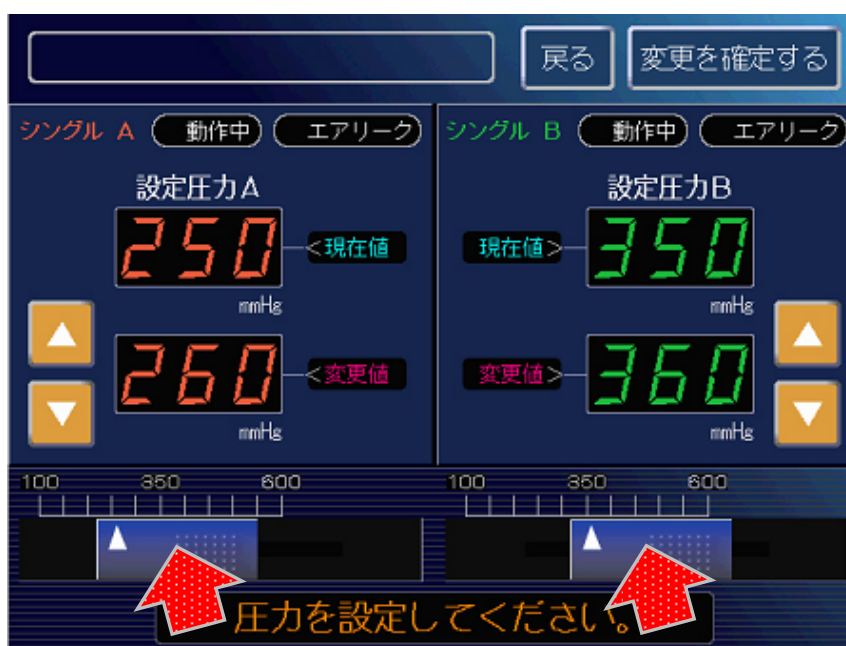 戻る 変更を確定する
シングル A 動作中 エアリーク シングル B 動作中 エアリーク
設定圧力A 設定圧力B
250 <現在値 現在値> 350
mmHg mmHg
260 <変更値 変更値> 360
mmHg mmHg
100 350 600 100 350 600
圧力を設定してください。